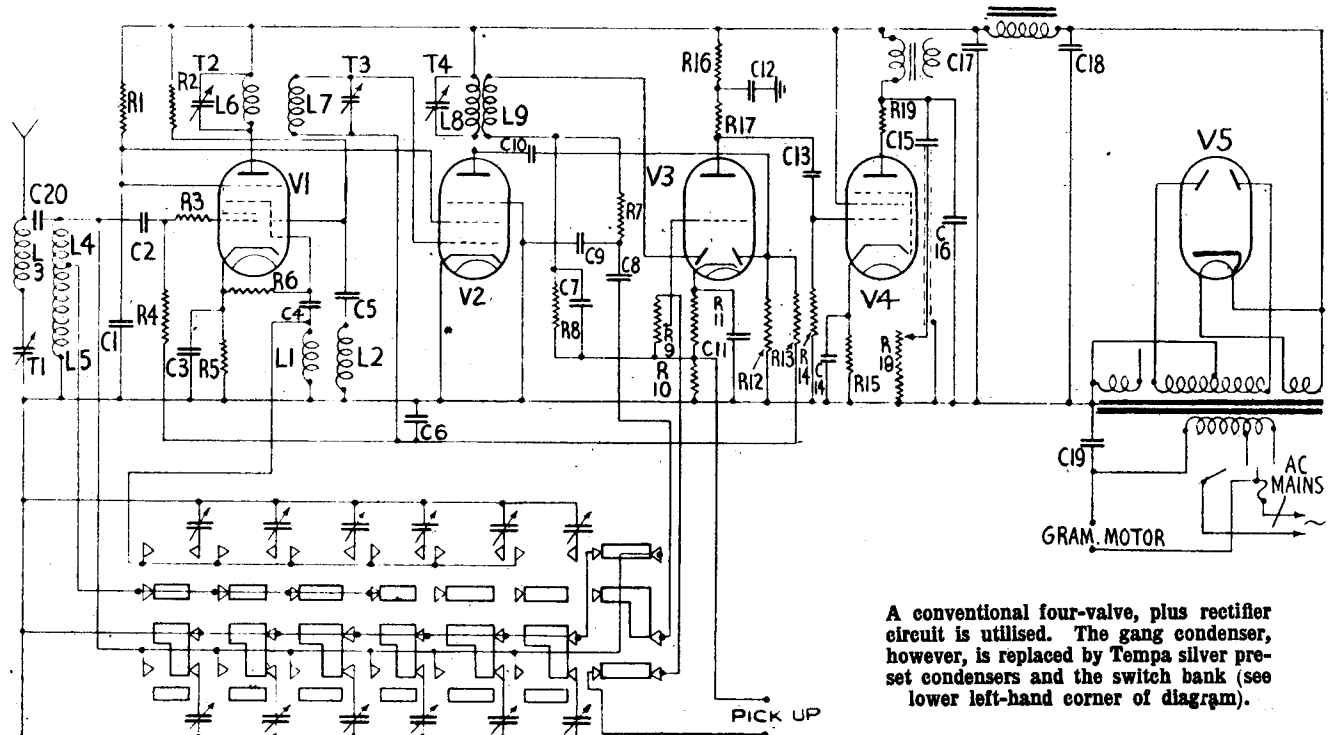 T2
T3
T4
R16
C12
C17
C18
R1
R2
L6
L7
L8
L9
R17
R19
C15
V5
C10
C13
V1
V3
C20
R3
R7
L3
L4
C2
R6
C9
C8
C16
V2
V4
R4
C4
C5
C7
R11
C1
R8
R9
R18
T1
L5
C3
R5
L1
L2
R10
C11
R12
R13
R14
C14
R15
C6
C19
AC MAINS
GRAM. MOTOR
PICK UP
A conventional four-valve, plus rectifier
circuit is utilised. The gang condenser,
however, is replaced by Tempa silver pre-
set condensers and the switch bank (see
lower left-hand corner of diagram).